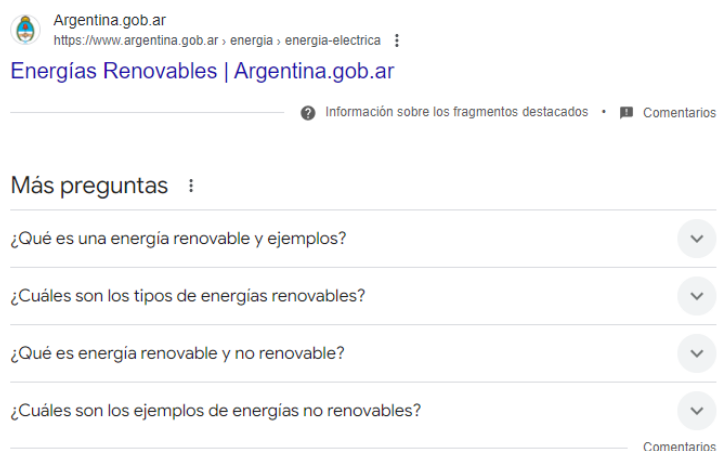 Argentina.gob.ar
https://www.argentina.gob.ar › energia › energia-electrica
Energías Renovables | Argentina.gob.ar
Información sobre los fragmentos destacados • Comentarios
Más preguntas
¿Qué es una energía renovable y ejemplos?
¿Cuáles son los tipos de energías renovables?
¿Qué es energía renovable y no renovable?
¿Cuáles son los ejemplos de energías no renovables?
Comentarios